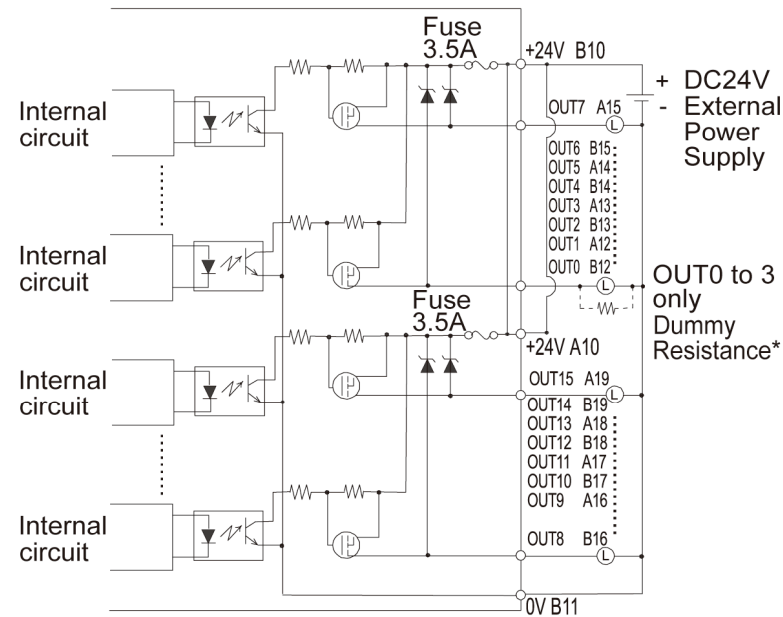 Fuse
3.5A
+24V B10
+ DC24V
- External
Power
Supply
Internal
circuit
OUT7 A15
L
OUT6 B15
OUT5 A14
OUT4 B14
OUT3 A13
OUT2 B13
OUT1 A12
OUT0 B12
L
Internal
circuit
OUT0 to 3
only
Dummy
Resistance*
Fuse
3.5A
+24V A10
Internal
circuit
OUT15 A19
L
OUT14 B19
OUT13 A18
OUT12 B18
OUT11 A17
OUT10 B17
OUT9 A16
OUT8 B16
L
Internal
circuit
0V B11